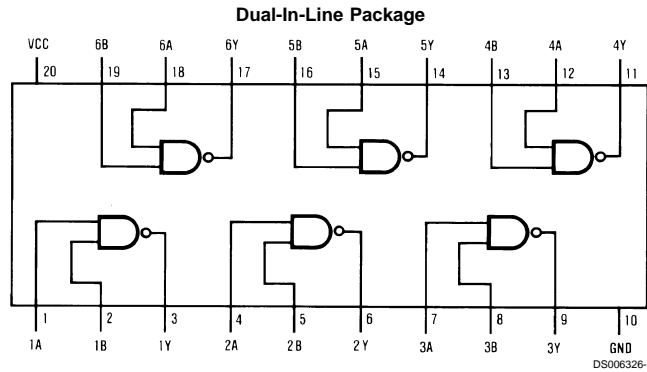 Dual-In-Line Package
VCC 6B 6A 6Y 5B 5A 5Y 4B 4A 4Y
20 19 18 17 16 15 14 13 12 11
1 2 3 4 5 6 7 8 9 10
1A 1B 1Y 2A 2B 2Y 3A 3B 3Y GND
DS006326-